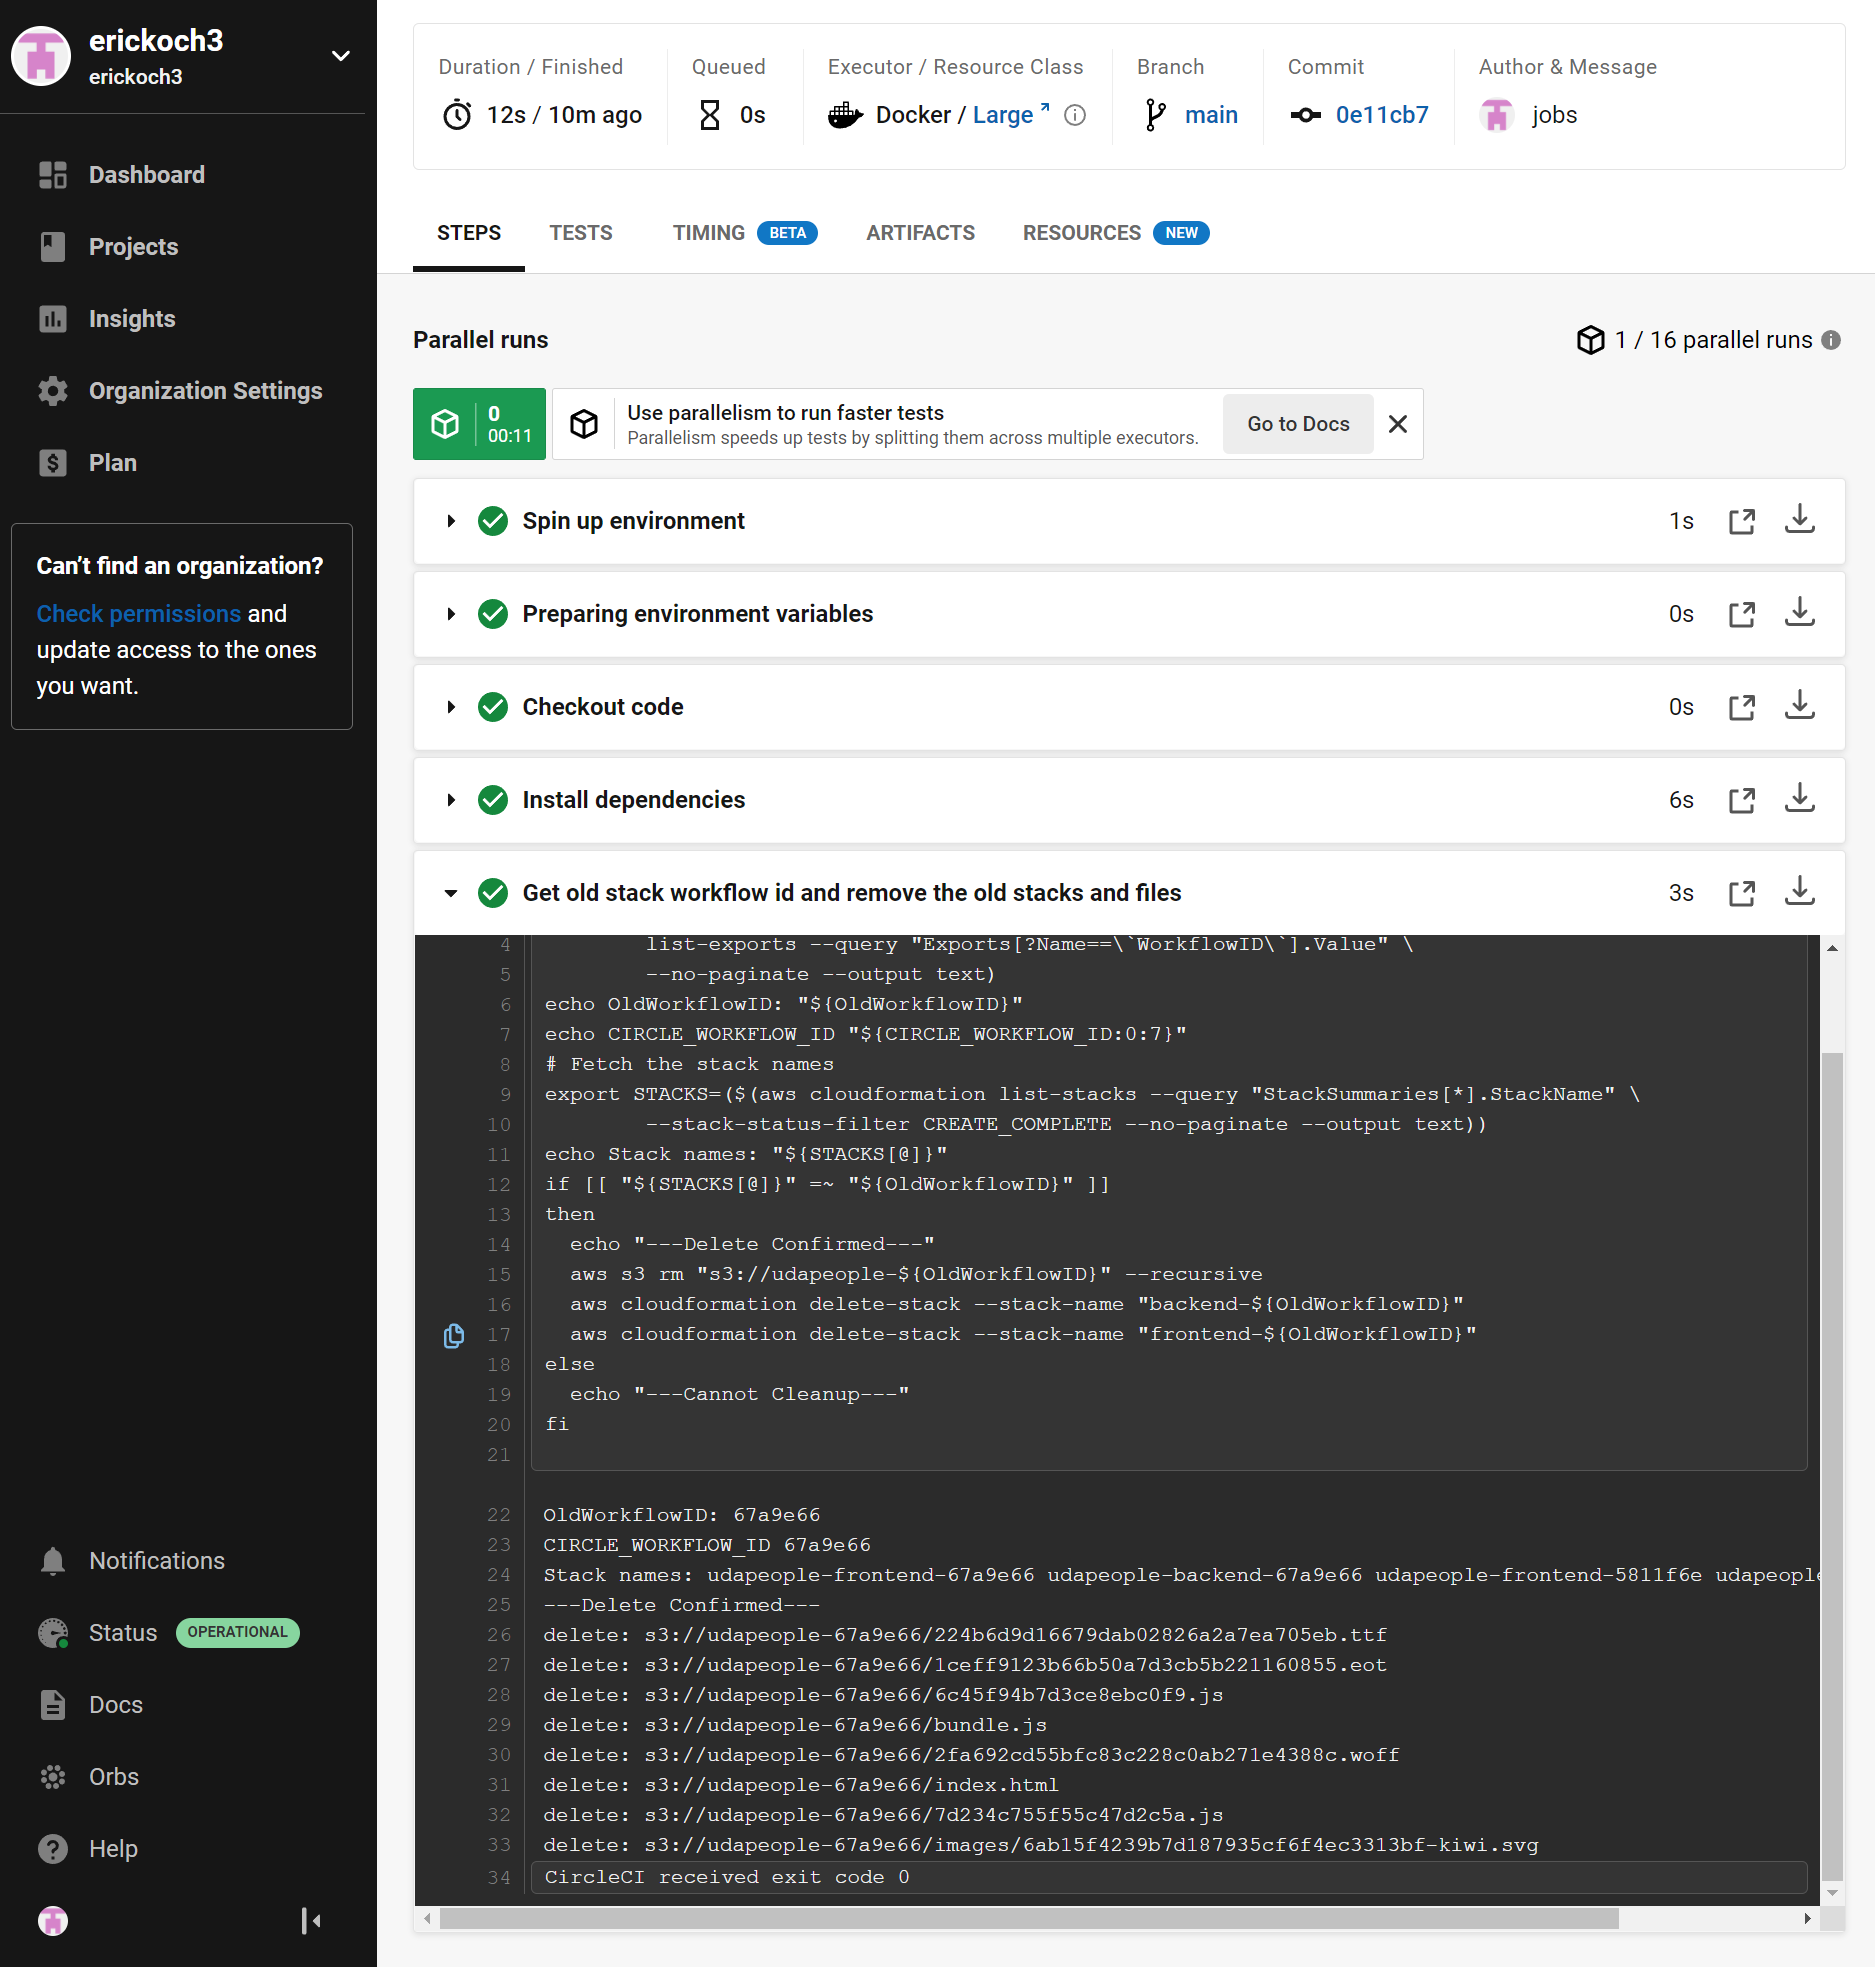 erickoch3
erickoch3
Dashboard
Projects
Insights
Organization Settings
Plan
Can't find an organization?
Check permissions and
update access to the ones
you want.
Notifications
Status OPERATIONAL
Docs
Orbs
Help
Duration / Finished Queued Executor / Resource Class Branch Commit Author & Message
12s / 10m ago 0s Docker / Large main 0e11cb7 jobs
STEPS TESTS TIMING BETA ARTIFACTS RESOURCES NEW
Parallel runs 1 / 16 parallel runs
0
00:11
Use parallelism to run faster tests
Parallelism speeds up tests by splitting them across multiple executors.
Go to Docs
Spin up environment 1s
Preparing environment variables 0s
Checkout code 0s
Install dependencies 6s
Get old stack workflow id and remove the old stacks and files 3s
4 list-exports --query "Exports[?Name==\`WorkflowID\`].Value" \
5 --no-paginate --output text)
6 echo OldWorkflowID: "${OldWorkflowID}"
7 echo CIRCLE_WORKFLOW_ID "${CIRCLE_WORKFLOW_ID:0:7}"
8 # Fetch the stack names
9 export STACKS=($(aws cloudformation list-stacks --query "StackSummaries[*].StackName" \
10 --stack-status-filter CREATE_COMPLETE --no-paginate --output text))
11 echo Stack names: "${STACKS[@]}"
12 if [[ "${STACKS[@]}" =~ "${OldWorkflowID}" ]]
13 then
14 echo "---Delete Confirmed---"
15 aws s3 rm "s3://udapeople-${OldWorkflowID}" --recursive
16 aws cloudformation delete-stack --stack-name "backend-${OldWorkflowID}"
17 aws cloudformation delete-stack --stack-name "frontend-${OldWorkflowID}"
18 else
19 echo "---Cannot Cleanup---"
20 fi
21
22 OldWorkflowID: 67a9e66
23 CIRCLE_WORKFLOW_ID 67a9e66
24 Stack names: udapeople-frontend-67a9e66 udapeople-backend-67a9e66 udapeople-frontend-5811f6e udapeople
25 ---Delete Confirmed---
26 delete: s3://udapeople-67a9e66/224b6d9d16679dab02826a2a7ea705eb.ttf
27 delete: s3://udapeople-67a9e66/1ceff9123b66b50a7d3cb5b221160855.eot
28 delete: s3://udapeople-67a9e66/6c45f94b7d3ce8ebc0f9.js
29 delete: s3://udapeople-67a9e66/bundle.js
30 delete: s3://udapeople-67a9e66/2fa692cd55bfc83c228c0ab271e4388c.woff
31 delete: s3://udapeople-67a9e66/index.html
32 delete: s3://udapeople-67a9e66/7d234c755f55c47d2c5a.js
33 delete: s3://udapeople-67a9e66/images/6ab15f4239b7d187935cf6f4ec3313bf-kiwi.svg
34 CircleCI received exit code 0